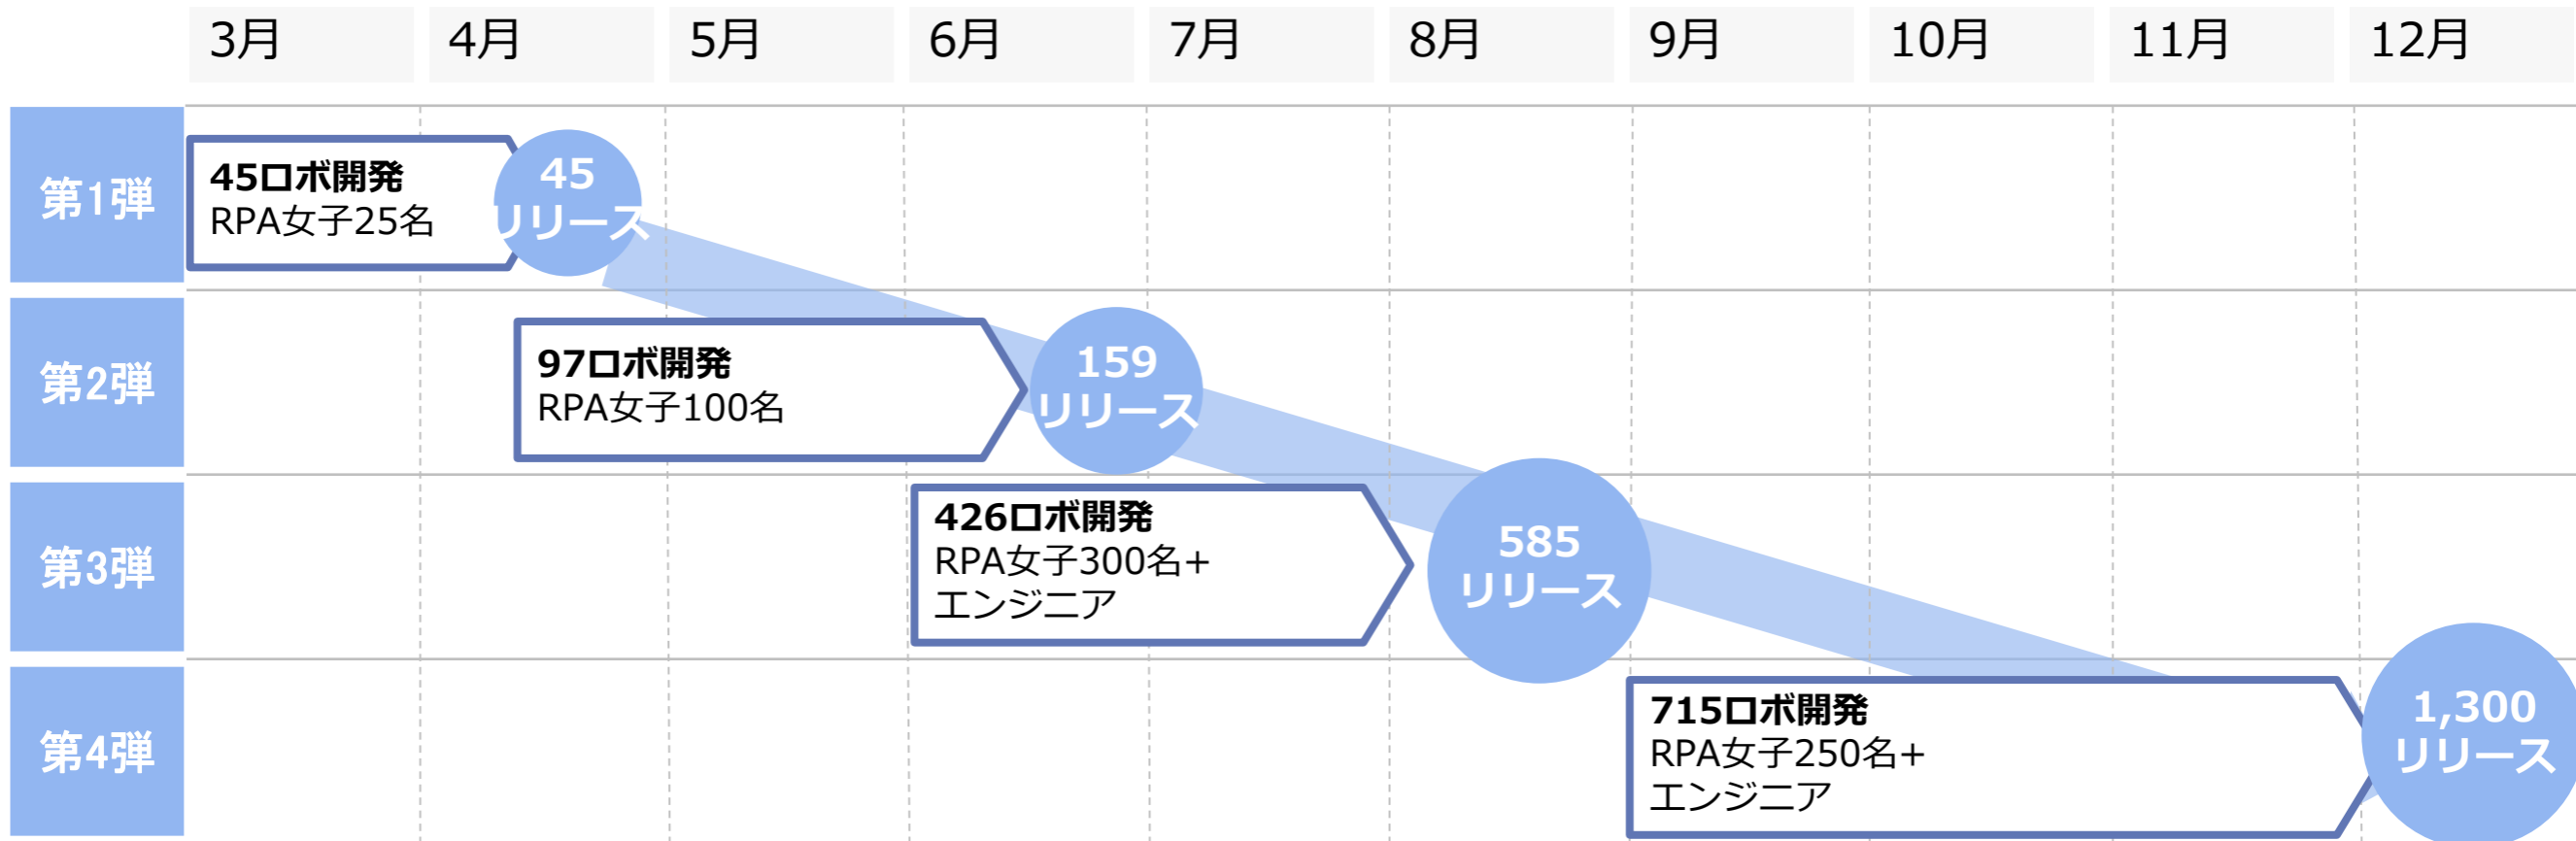 3月 4月 5月 6月 7月 8月 9月 10月 11月 12月
第1弾
45ロボ開発
RPA女子25名
45
リリース
第2弾
97ロボ開発
RPA女子100名
159
リリース
第3弾
426ロボ開発
RPA女子300名+
エンジニア
585
リリース
第4弾
715ロボ開発
RPA女子250名+
エンジニア
1,300
リリース